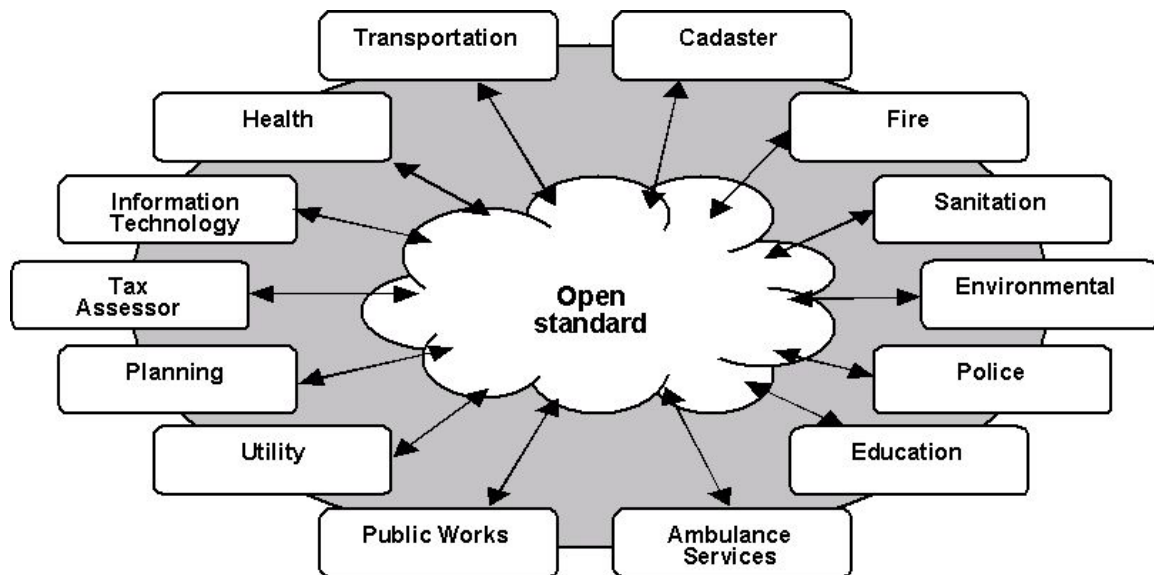 Transportation
Cadaster
Health
Fire
Information
Technology
Sanitation
Tax
Assessor
Open
standard
Environmental
Planning
Police
Utility
Education
Public Works
Ambulance
Services